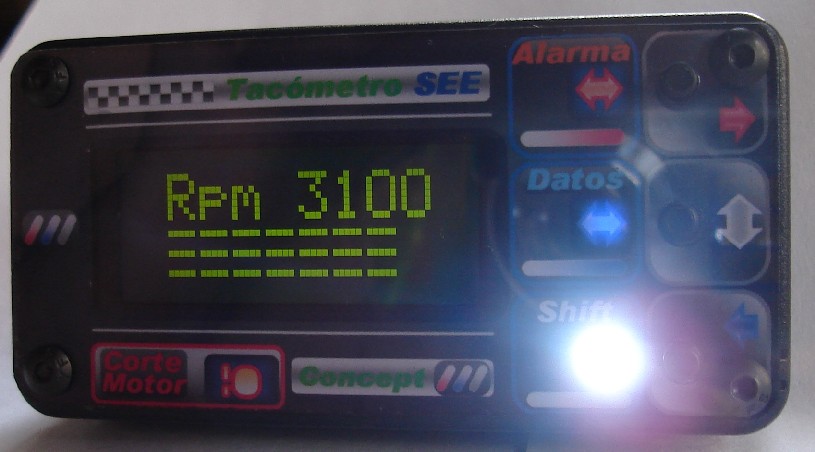 Tacómetro SEE
Alarma
Rpm 3100
Datos
Shift
Corte
Motor
Concept